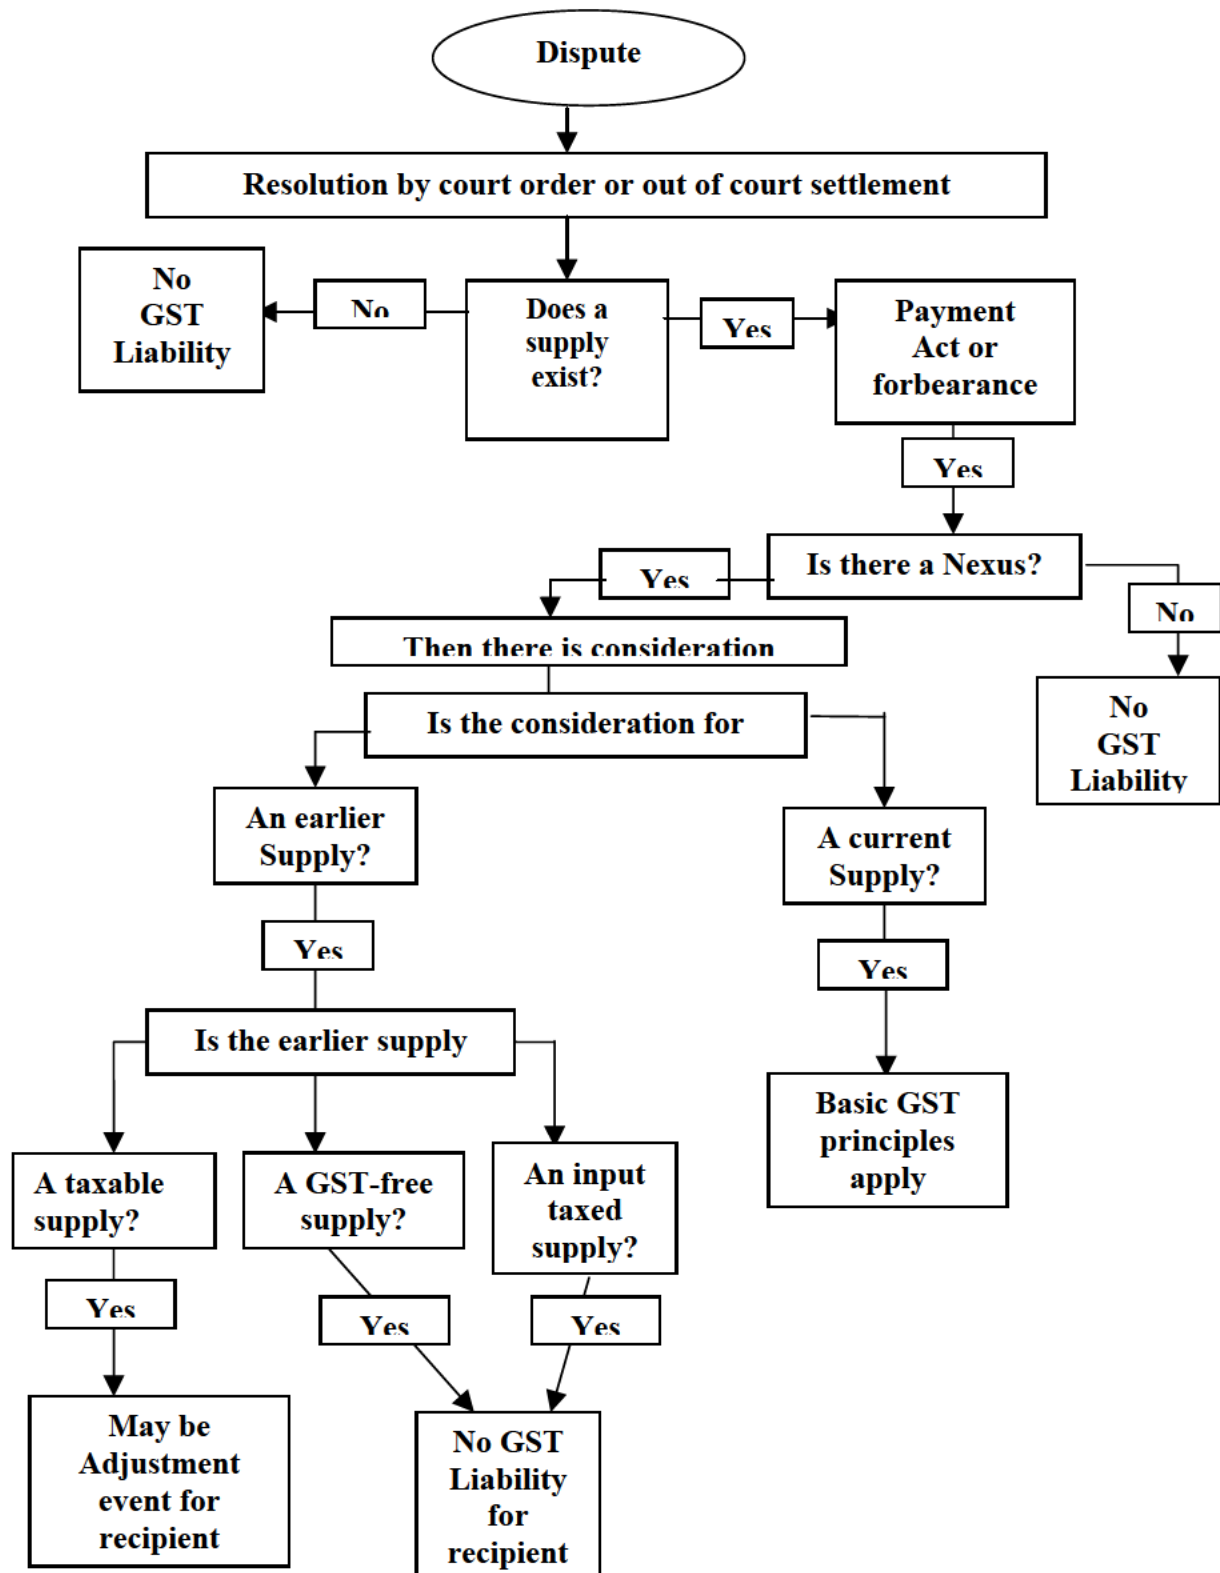 Dispute
Resolution by court order or out of court settlement
No
GST
Liability
No
Does a
supply
exist?
Yes
Payment
Act or
forbearance
Yes
Is there a Nexus?
Yes
No
Then there is consideration
No
GST
Liability
Is the consideration for
An earlier
Supply?
A current
Supply?
Yes
Yes
Is the earlier supply
Basic GST
principles
apply
A taxable
supply?
A GST-free
supply?
An input
taxed
supply?
Yes
Yes
Yes
May be
Adjustment
event for
recipient
No GST
Liability
for
recipient